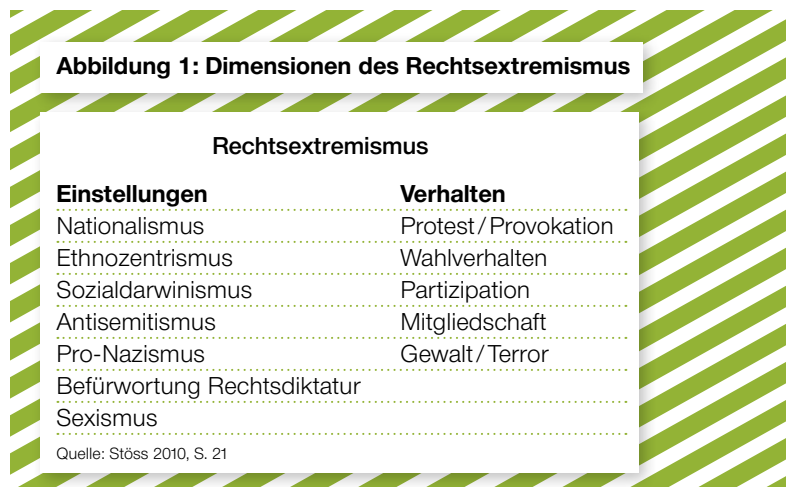 Abbildung 1: Dimensionen des Rechtsextremismus
Rechtsextremismus
Einstellungen Verhalten
Nationalismus Protest/Provokation
Ethnozentrismus Wahlverhalten
Sozialdarwinismus Partizipation
Antisemitismus Mitgliedschaft
Pro-Nazismus Gewalt/Terror
Befürwortung Rechtsdiktatur
Sexismus
Quelle: Stöss 2010, S. 21